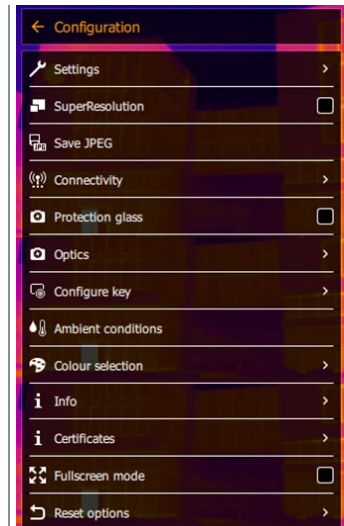 Configuration
Settings
SuperResolution
Save JPEG
Connectivity
Protection glass
Optics
Configure key
Ambient conditions
Colour selection
Info
Certificates
Fullscreen mode
Reset options